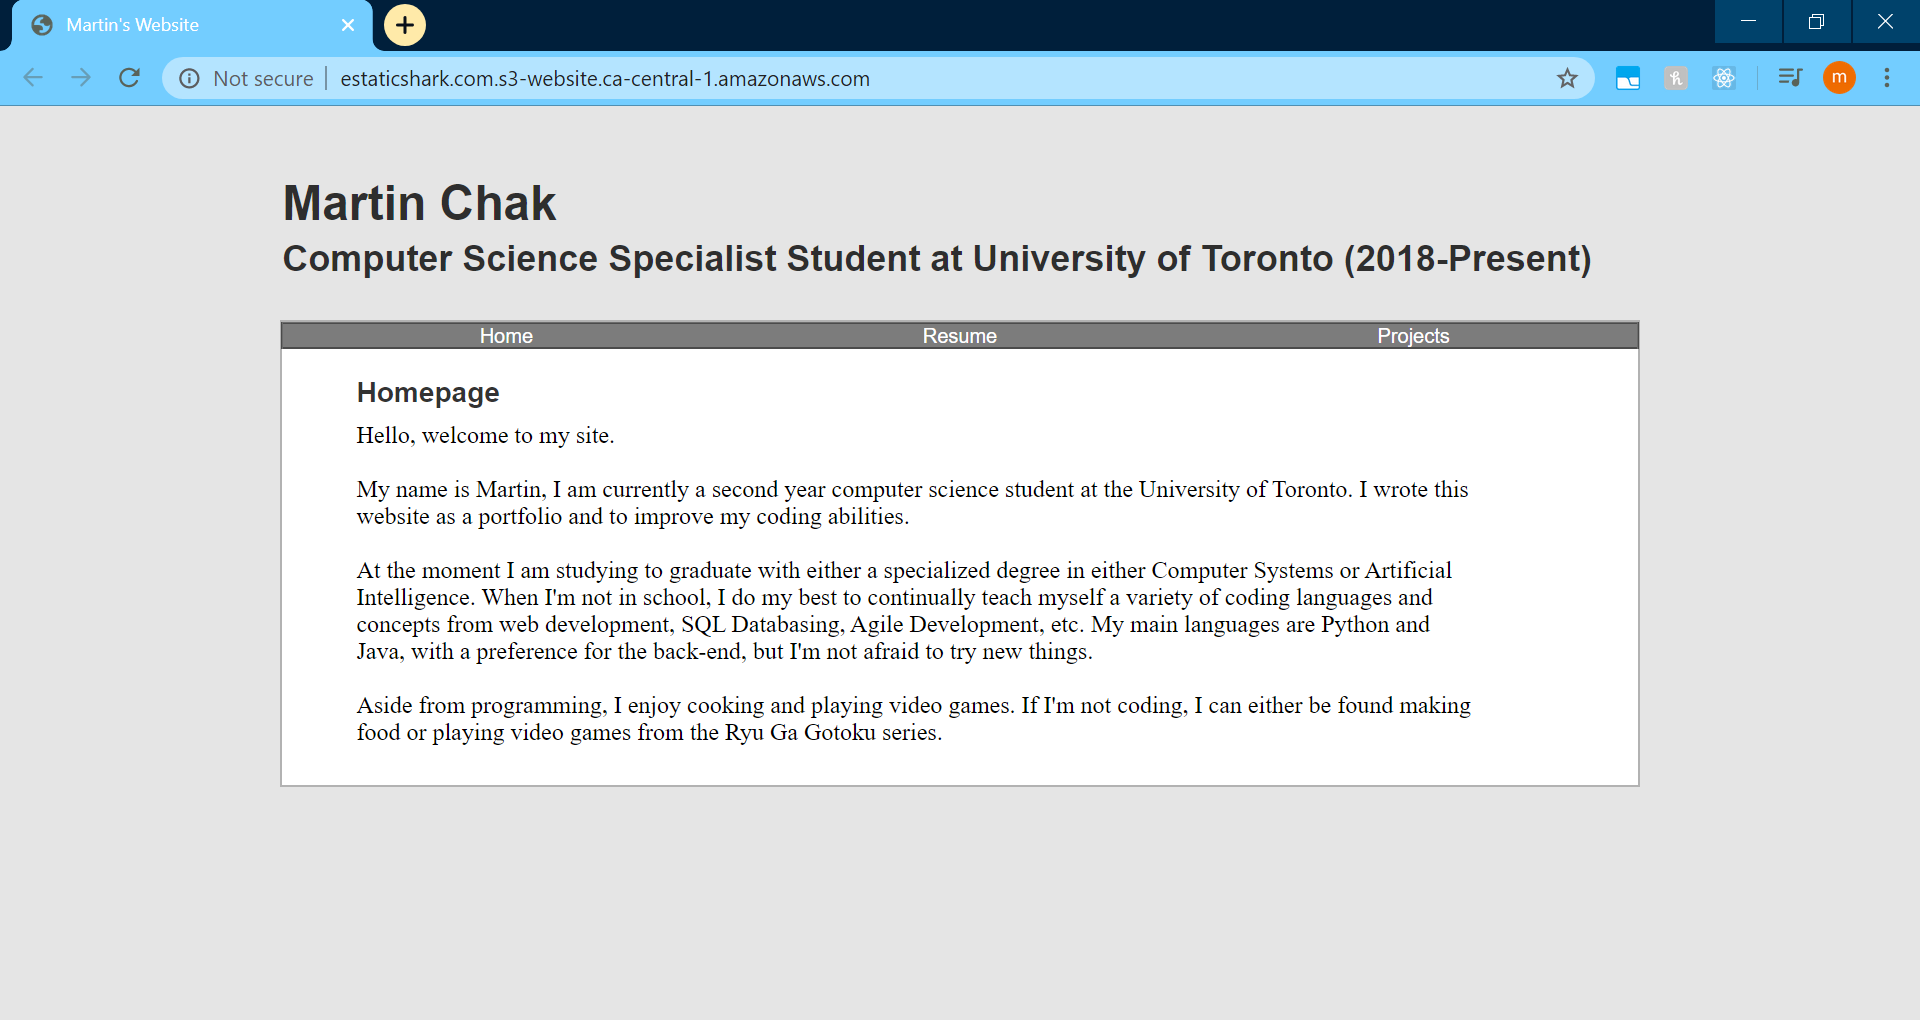 Martin's Website
Not secure
estaticshark.com.s3-website.ca-central-1.amazonaws.com
m
Martin Chak
Computer Science Specialist Student at University of Toronto (2018-Present)
Home Resume Projects
Homepage
Hello, welcome to my site.
My name is Martin, I am currently a second year computer science student at the University of Toronto. I wrote this
website as a portfolio and to improve my coding abilities.
At the moment I am studying to graduate with either a specialized degree in either Computer Systems or Artificial
Intelligence. When I'm not in school, I do my best to continually teach myself a variety of coding languages and
concepts from web development, SQL Databasing, Agile Development, etc. My main languages are Python and
Java, with a preference for the back-end, but I'm not afraid to try new things.
Aside from programming, I enjoy cooking and playing video games. If I'm not coding, I can either be found making
food or playing video games from the Ryu Ga Gotoku series.